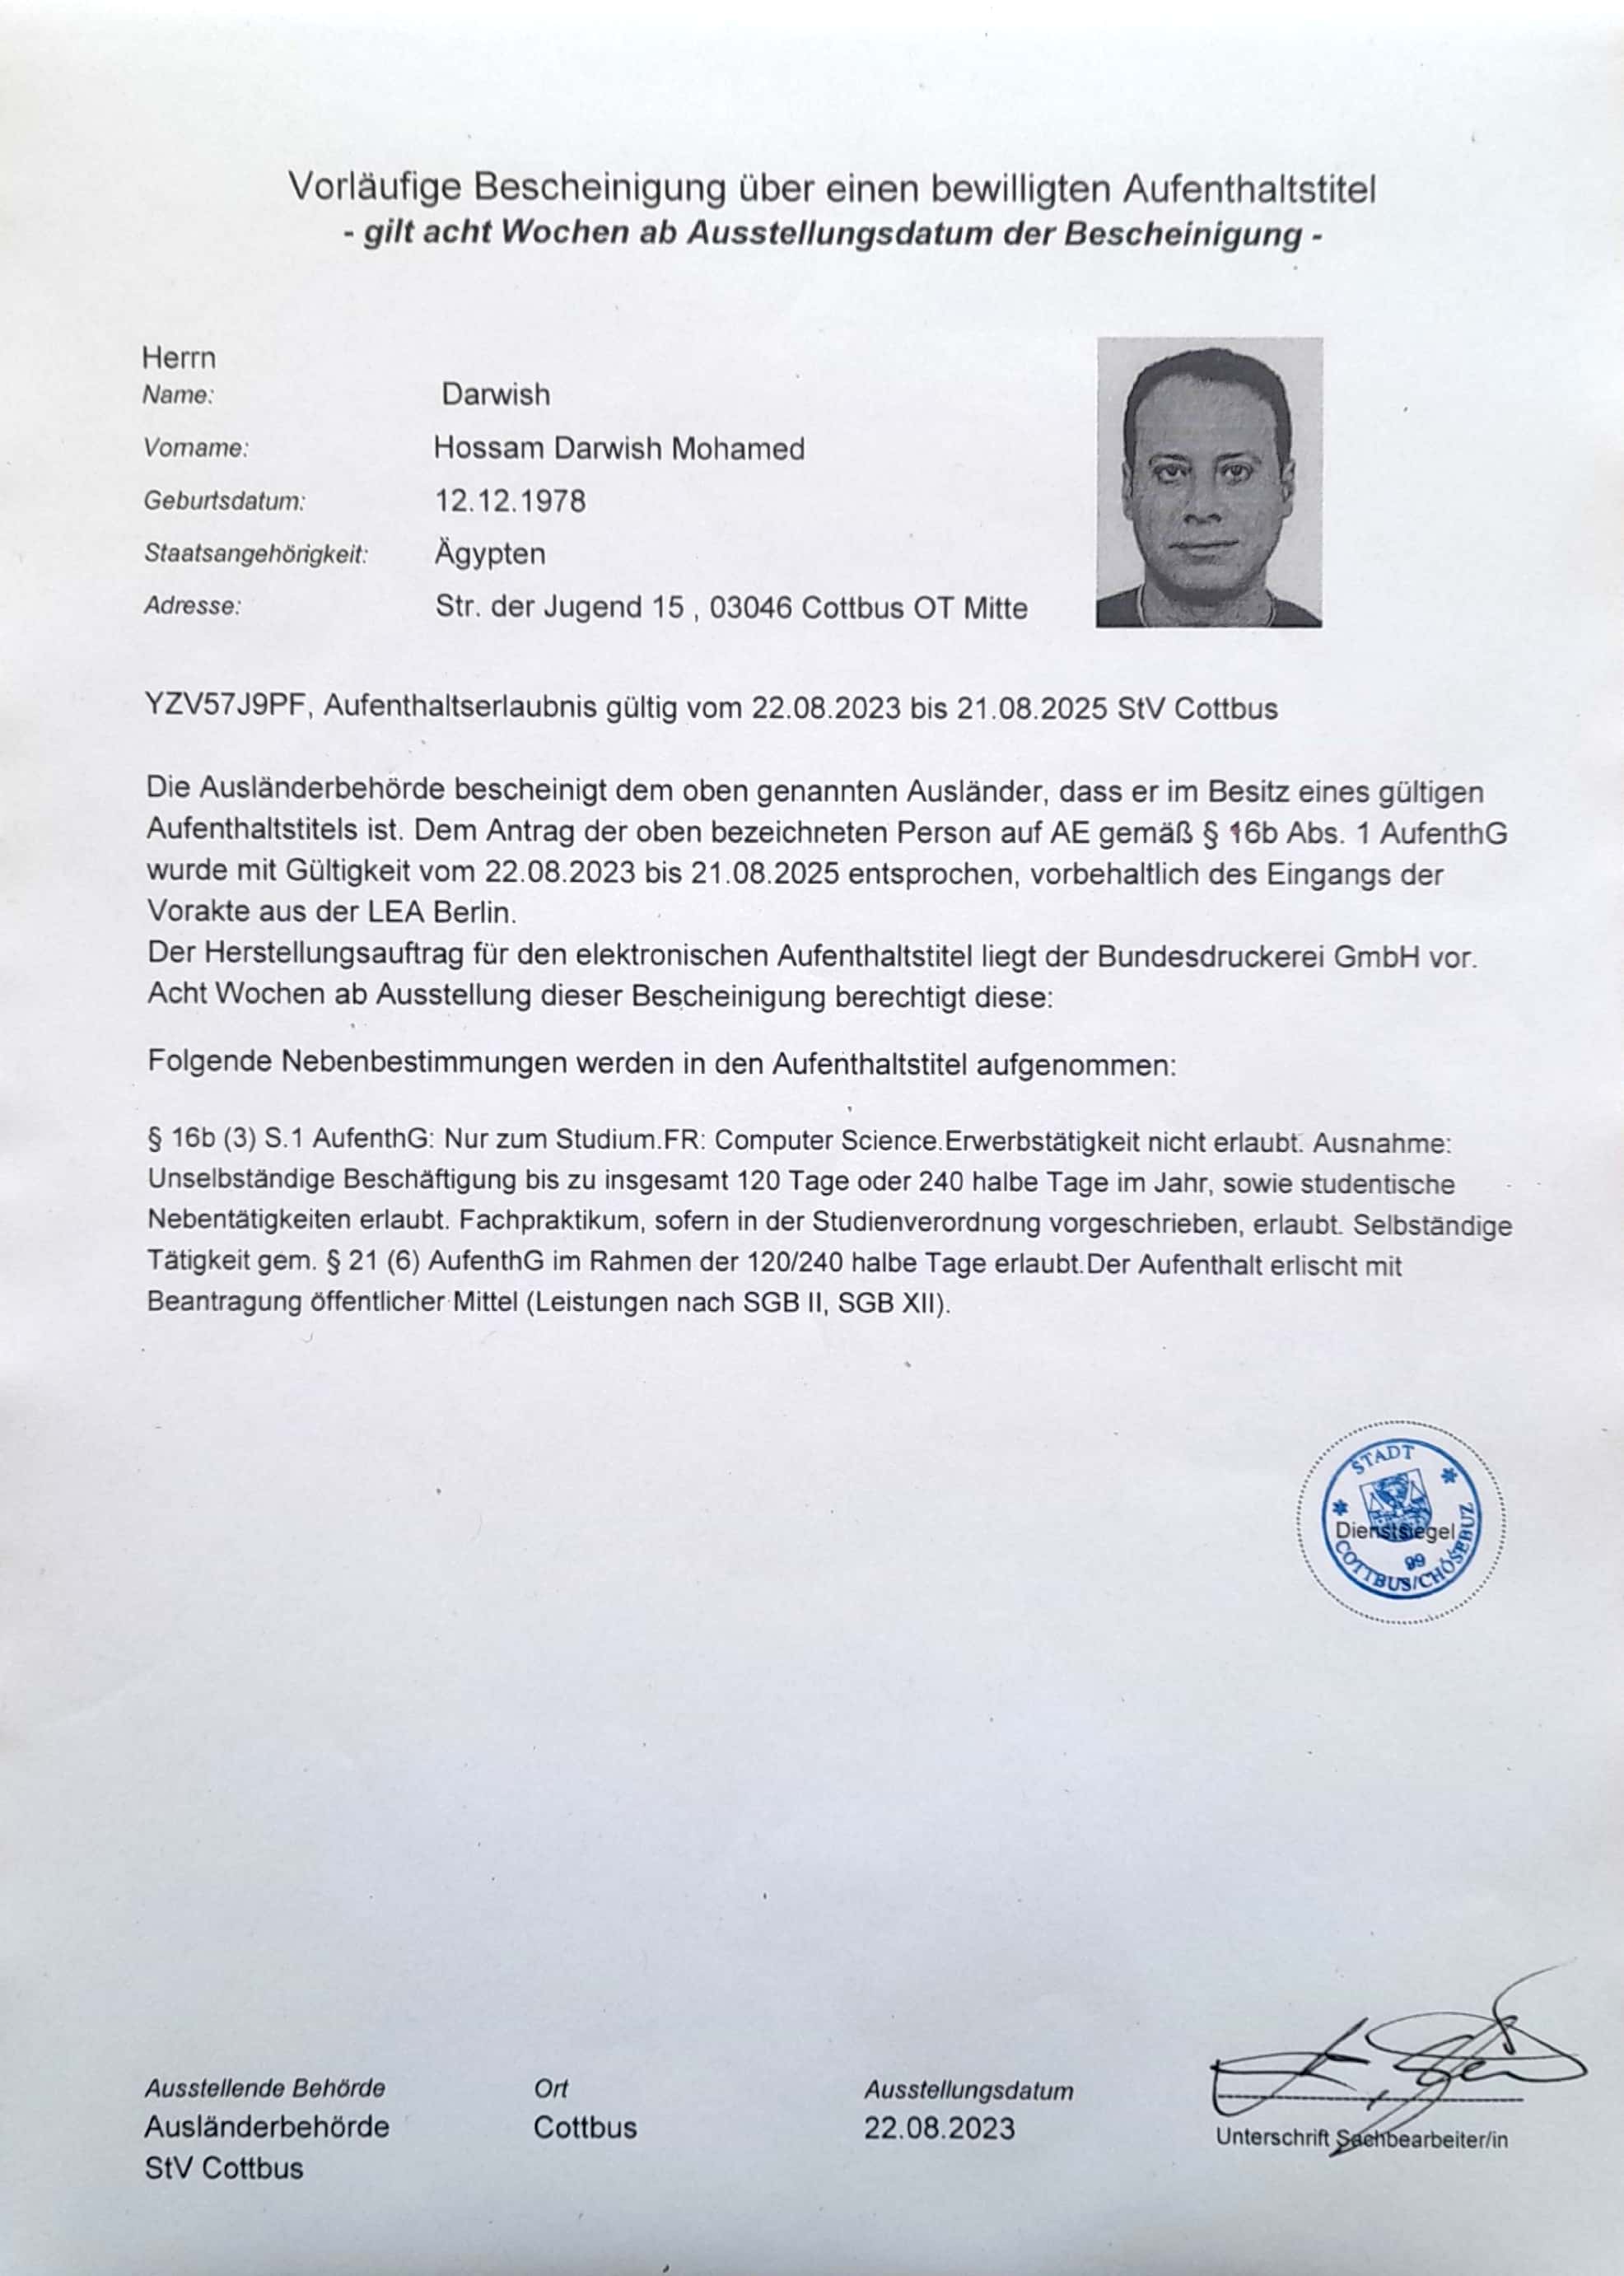 Vorläufige Bescheinigung über einen bewilligten Aufenthaltstitel
- gilt acht Wochen ab Ausstellungsdatum der Bescheinigung -
Herrn
Name: Darwish
Vorname: Hossam Darwish Mohamed
Geburtsdatum: 12.12.1978
Staatsangehörigkeit: Ägypten
Adresse: Str. der Jugend 15 , 03046 Cottbus OT Mitte
YZV57J9PF, Aufenthaltserlaubnis gültig vom 22.08.2023 bis 21.08.2025 StV Cottbus
Die Ausländerbehörde bescheinigt dem oben genannten Ausländer, dass er im Besitz eines gültigen
Aufenthaltstitels ist. Dem Antrag der oben bezeichneten Person auf AE gemäß § 16b Abs. 1 AufenthG
wurde mit Gültigkeit vom 22.08.2023 bis 21.08.2025 entsprochen, vorbehaltlich des Eingangs der
Vorakte aus der LEA Berlin.
Der Herstellungsauftrag für den elektronischen Aufenthaltstitel liegt der Bundesdruckerei GmbH vor.
Acht Wochen ab Ausstellung dieser Bescheinigung berechtigt diese:
Folgende Nebenbestimmungen werden in den Aufenthaltstitel aufgenommen:
§ 16b (3) S.1 AufenthG: Nur zum Studium.FR: Computer Science.Erwerbstätigkeit nicht erlaubt. Ausnahme:
Unselbständige Beschäftigung bis zu insgesamt 120 Tage oder 240 halbe Tage im Jahr, sowie studentische
Nebentätigkeiten erlaubt. Fachpraktikum, sofern in der Studienverordnung vorgeschrieben, erlaubt. Selbständige
Tätigkeit gem. § 21 (6) AufenthG im Rahmen der 120/240 halbe Tage erlaubt.Der Aufenthalt erlischt mit
Beantragung öffentlicher Mittel (Leistungen nach SGB II, SGB XII).
STADT
Dienstsiegel
99
COTTBUS/CHÓŚEBUZ
Ausstellende Behörde Ort Ausstellungsdatum
Ausländerbehörde Cottbus 22.08.2023
Unterschrift Sachbearbeiter/in
StV Cottbus